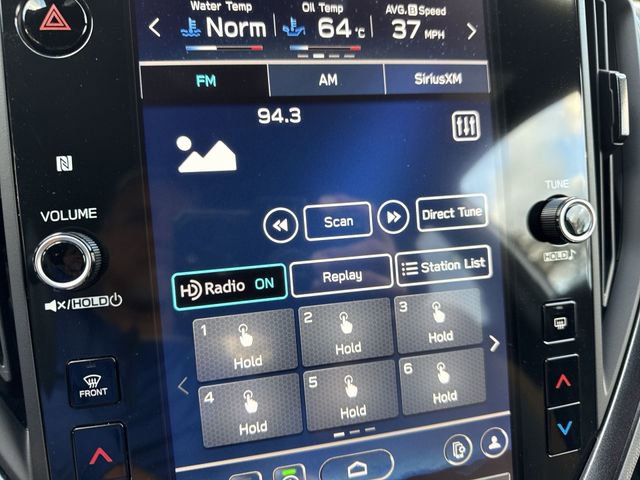 Water Temp
Oil Temp
AVG. B Speed
Norm
64 °C
37 MPH
FM
AM
SiriusXM
94.3
VOLUME
TUNE
Scan
Direct Tune
HOLD
HOLD
HD Radio ON
Replay
Station List
1
Hold
2
Hold
3
Hold
4
Hold
5
Hold
6
Hold
FRONT